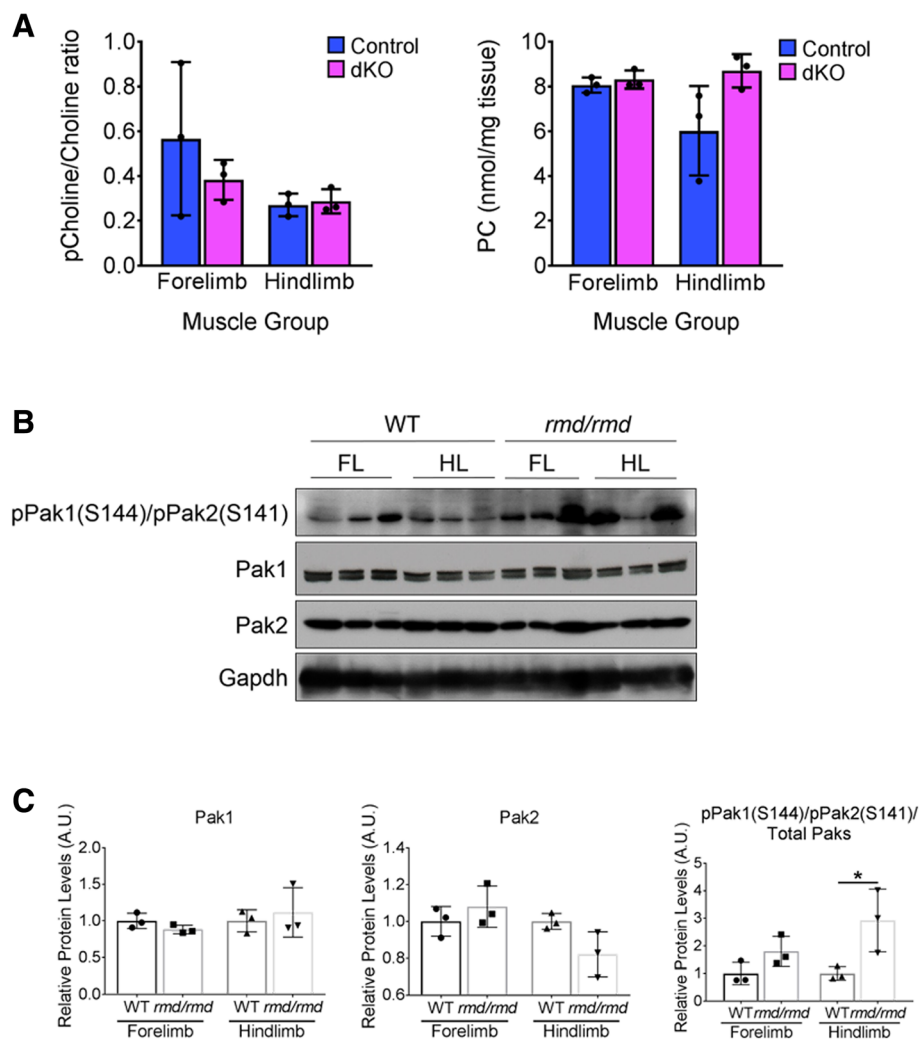 A
pCholine/Choline ratio
1.0
0.8
0.6
0.4
0.2
0.0
Control
dKO
Forelimb Hindlimb
Muscle Group
PC (nmol/mg tissue)
10
8
6
4
2
0
Control
dKO
Forelimb Hindlimb
Muscle Group
B
WT rmd/rmd
FL HL FL HL
pPak1(S144)/pPak2(S141)
Pak1
Pak2
Gapdh
C
Pak1
Relative Protein Levels (A.U.)
2.0
1.5
1.0
0.5
0.0
WT rmd/rmd WT rmd/rmd
Forelimb Hindlimb
Pak2
Relative Protein Levels (A.U.)
1.4
1.2
1.0
0.8
0.6
WT rmd/rmd WT rmd/rmd
Forelimb Hindlimb
pPak1(S144)/pPak2(S141)/
Total Paks
Relative Protein Levels (A.U.)
5
4
3
2
1
0
*
WT rmd/rmd WT rmd/rmd
Forelimb Hindlimb